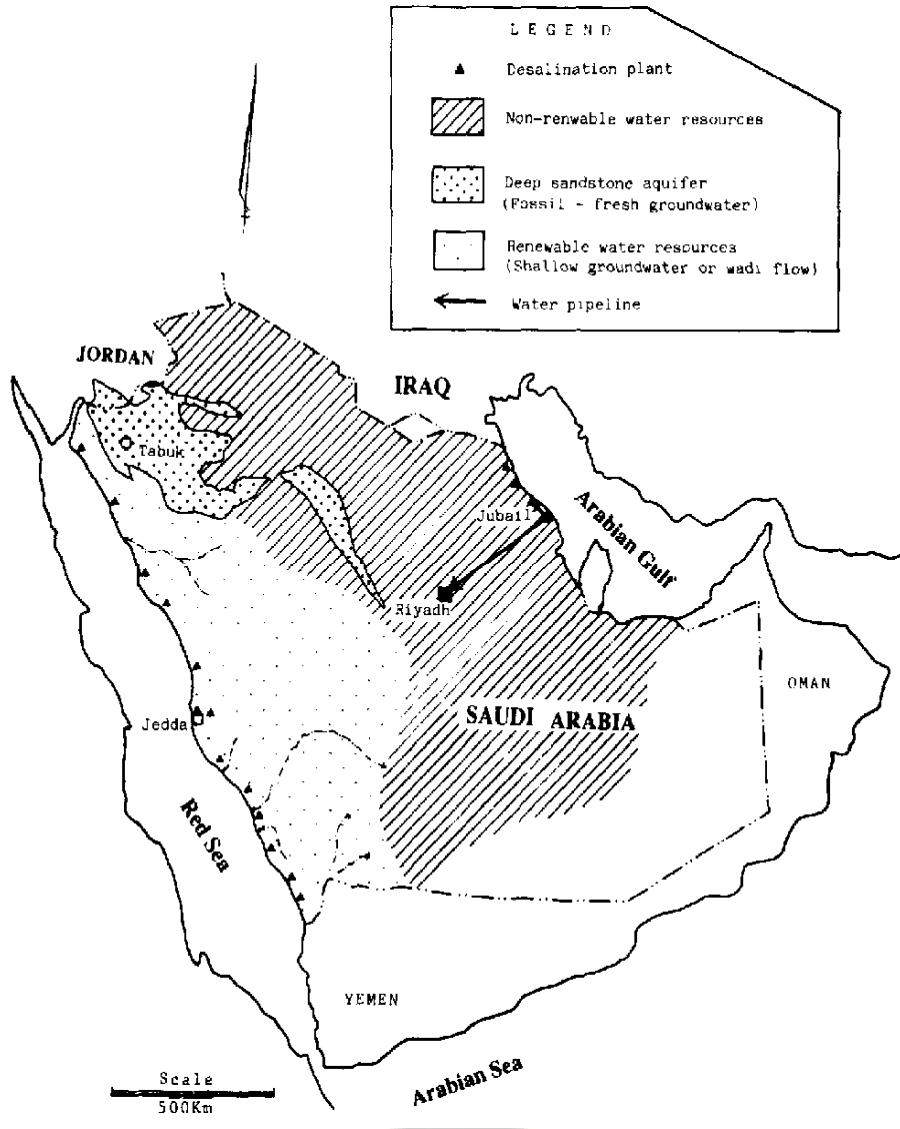 LEGEND
Desalination plant
Non-renwable water resources
Deep sandstone aquifer
(Fossil - fresh groundwater)
Renewable water resources
(Shallow groundwater or wadi flow)
Water pipeline
JORDAN
IRAQ
Tabuk
Jubail
Arabian Gulf
Riyadh
OMAN
SAUDI ARABIA
Jedda
Red Sea
YEMEN
Arabian Sea
Scale
500Km